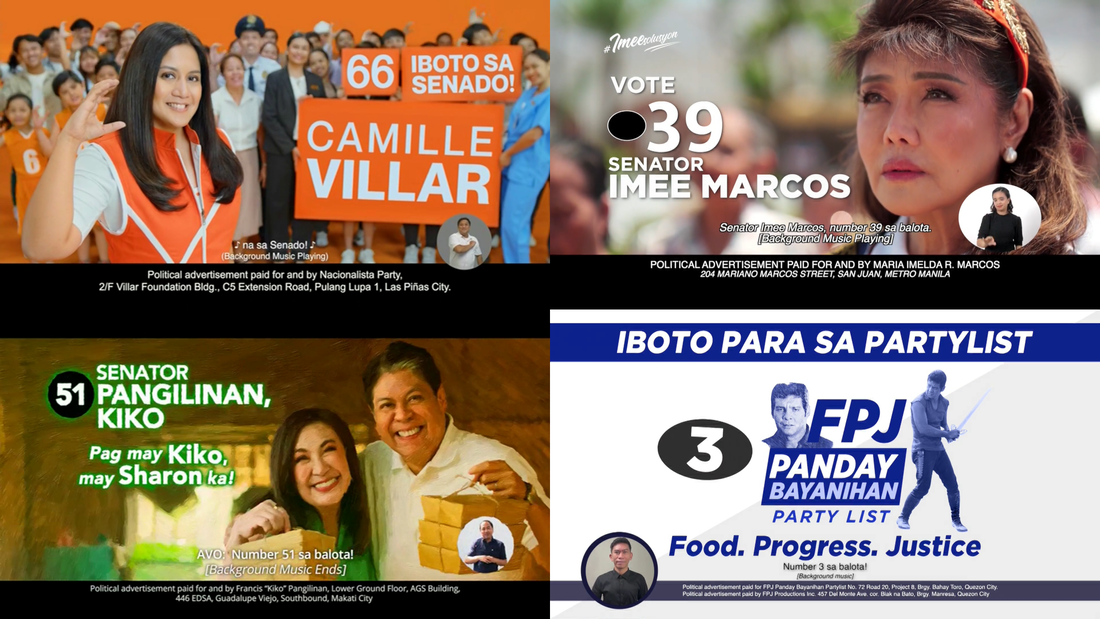 66
IBOTO SA
SENADO!
CAMILLE
VILLAR
6
♪ na sa Senado! ♪
(Background Music Playing)
Political advertisement paid for and by Nacionalista Party,
2/F Villar Foundation Bldg., C5 Extension Road, Pulang Lupa 1, Las Piñas City.
#Imeesolusyon
VOTE
39
SENATOR
IMEE MARCOS
Senator Imee Marcos, number 39 sa balota.
[Background Music Playing]
POLITICAL ADVERTISEMENT PAID FOR AND BY MARIA IMELDA R. MARCOS
204 MARIANO MARCOS STREET, SAN JUAN, METRO MANILA
51
SENATOR
PANGILINAN,
KIKO
Pag may Kiko,
may Sharon ka!
AVO: Number 51 sa balota!
[Background Music Ends]
Political advertisement paid for and by Francis "Kiko" Pangilinan, Lower Ground Floor, AGS Building,
446 EDSA, Guadalupe Viejo, Southbound, Makati City
IBOTO PARA SA PARTYLIST
3
FPJ
PANDAY
BAYANIHAN
PARTY LIST
Food. Progress. Justice
Number 3 sa balota!
[Background music]
Political advertisement paid for FPJ Panday Bayanihan Partylist No. 72 Road 20, Project 8, Brgy. Bahay Toro, Quezon City.
Political advertisement paid by FPJ Productions Inc. 457 Del Monte Ave. cor. Biak na Bato, Brgy. Manresa, Quezon City